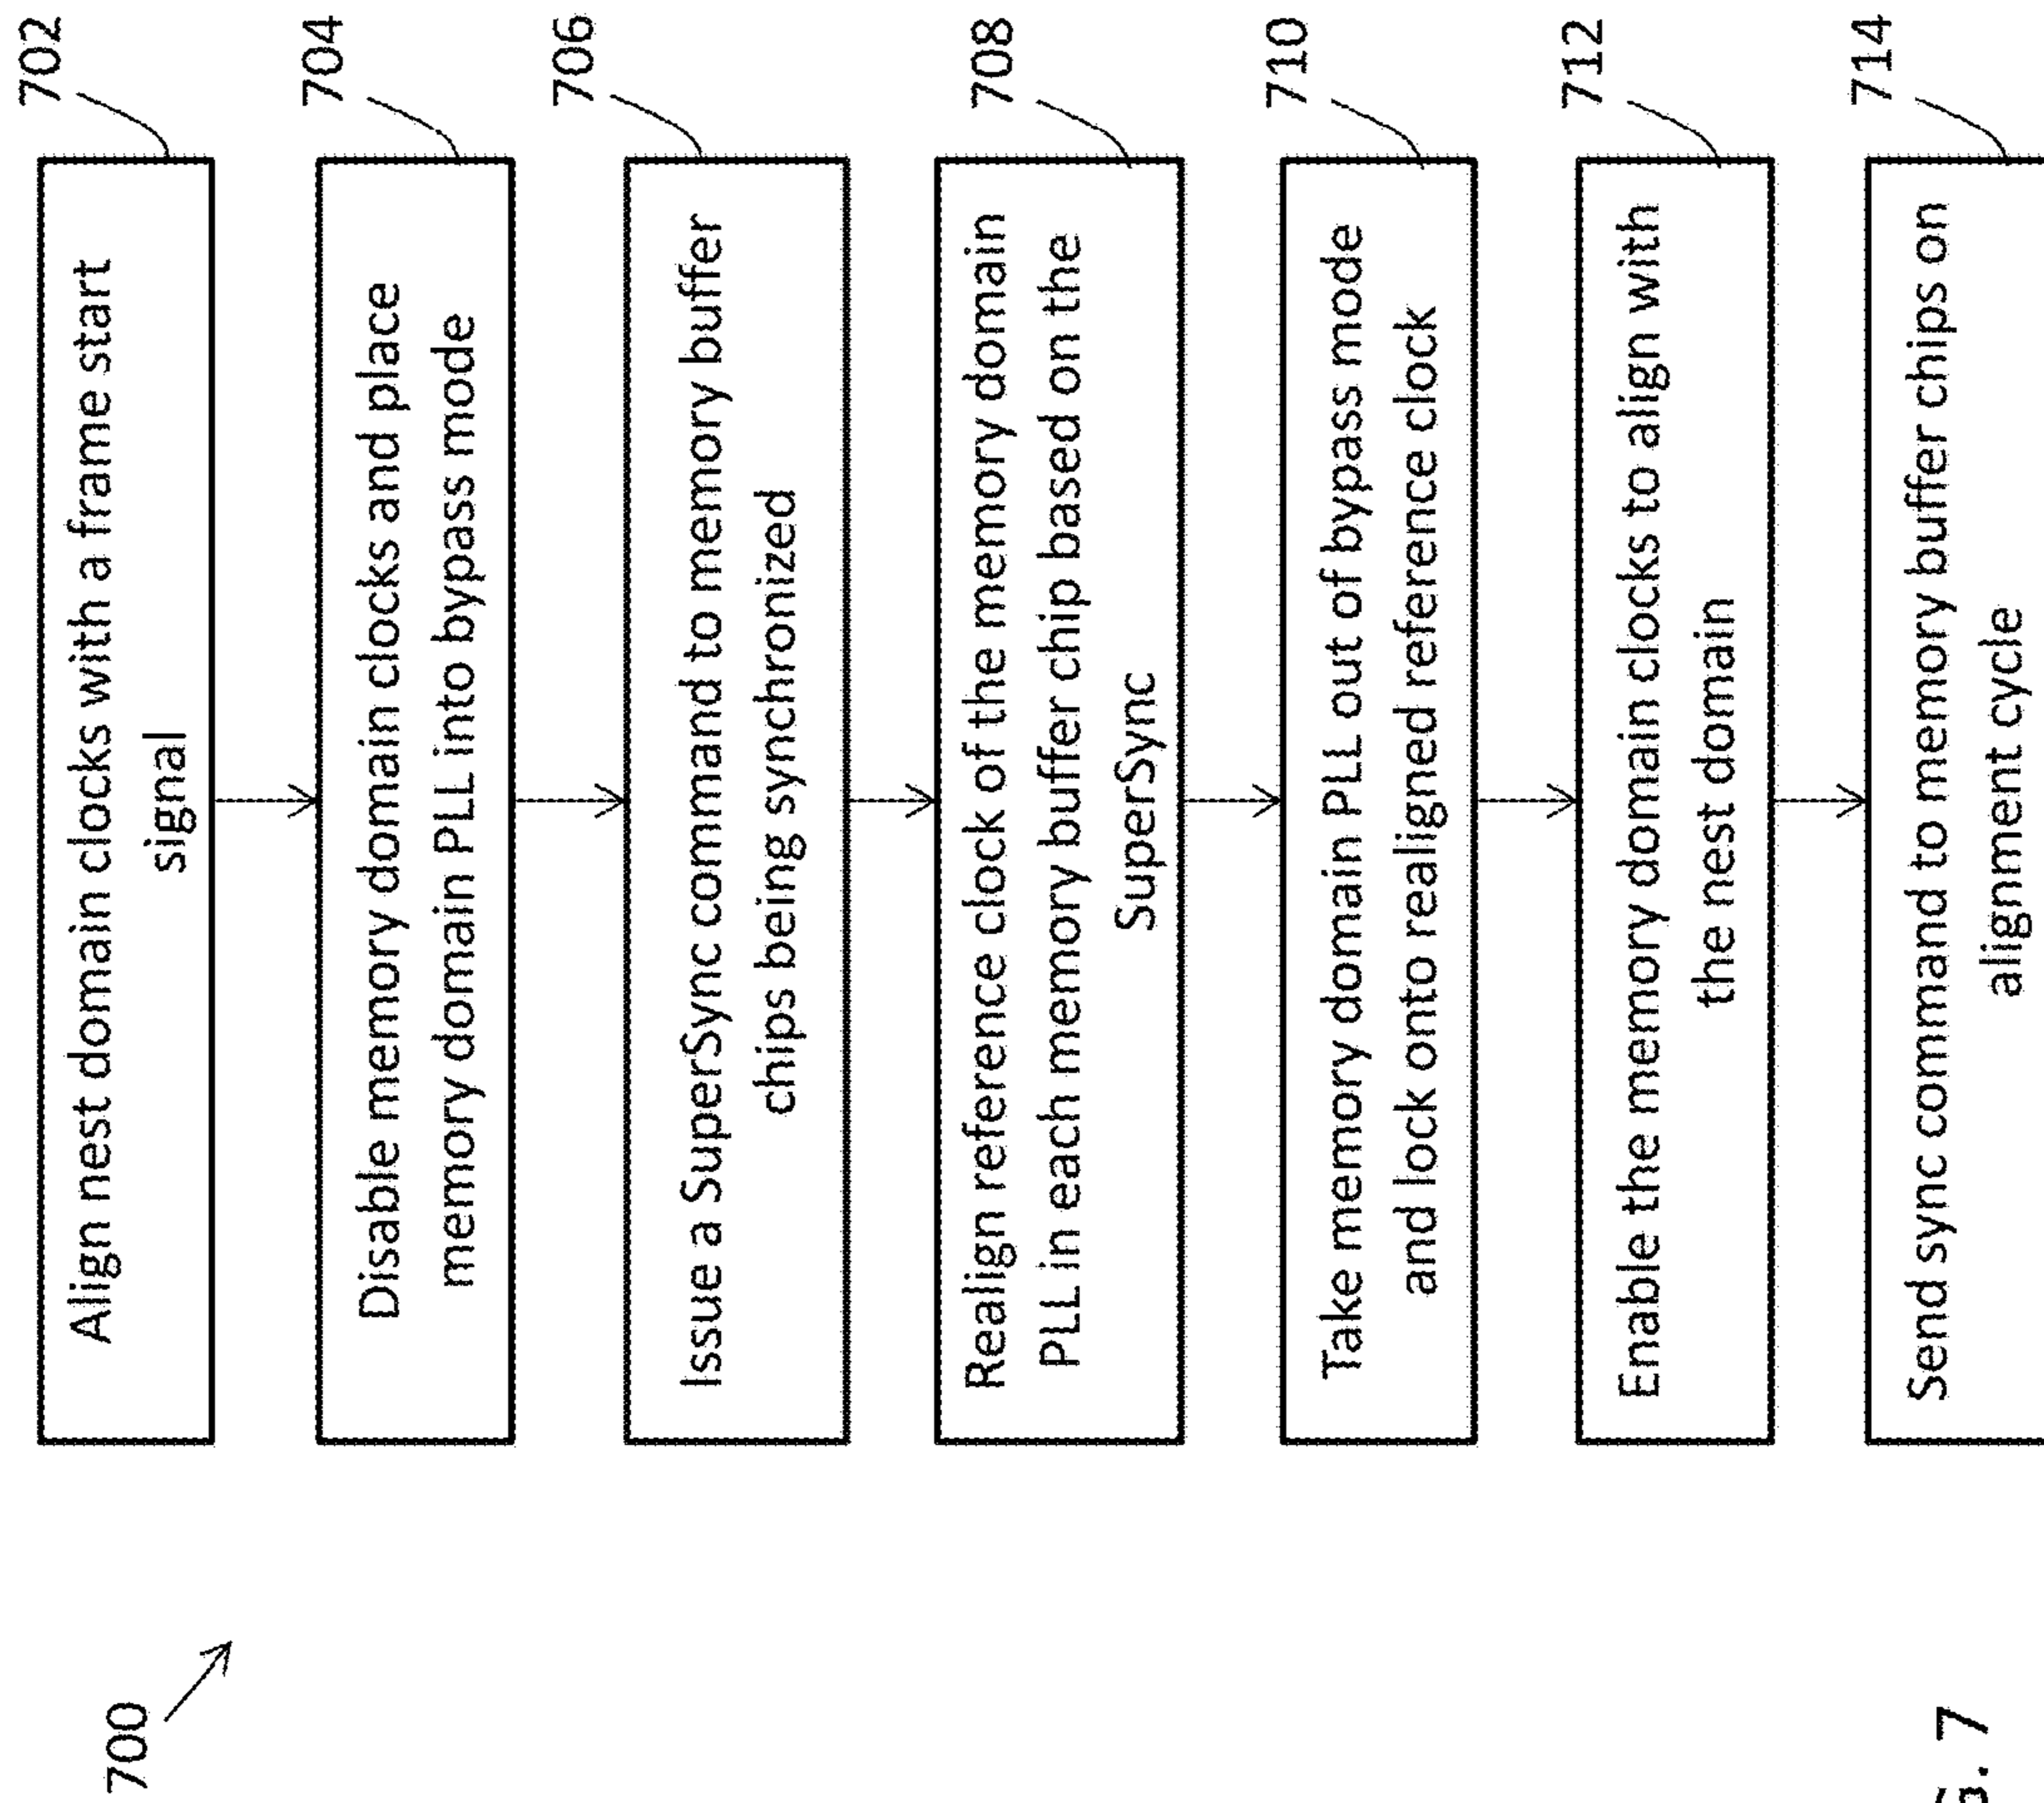 700
Align nest domain clocks with a frame start
signal
702
Disable memory domain clocks and place
memory domain PLL into bypass mode
704
Issue a SuperSync command to memory buffer
chips being synchronized
706
Realign reference clock of the memory domain
PLL in each memory buffer chip based on the
SuperSync
708
Take memory domain PLL out of bypass mode
and lock onto realigned reference clock
710
Enable the memory domain clocks to align with
the nest domain
712
Send sync command to memory buffer chips on
alignment cycle
714
7